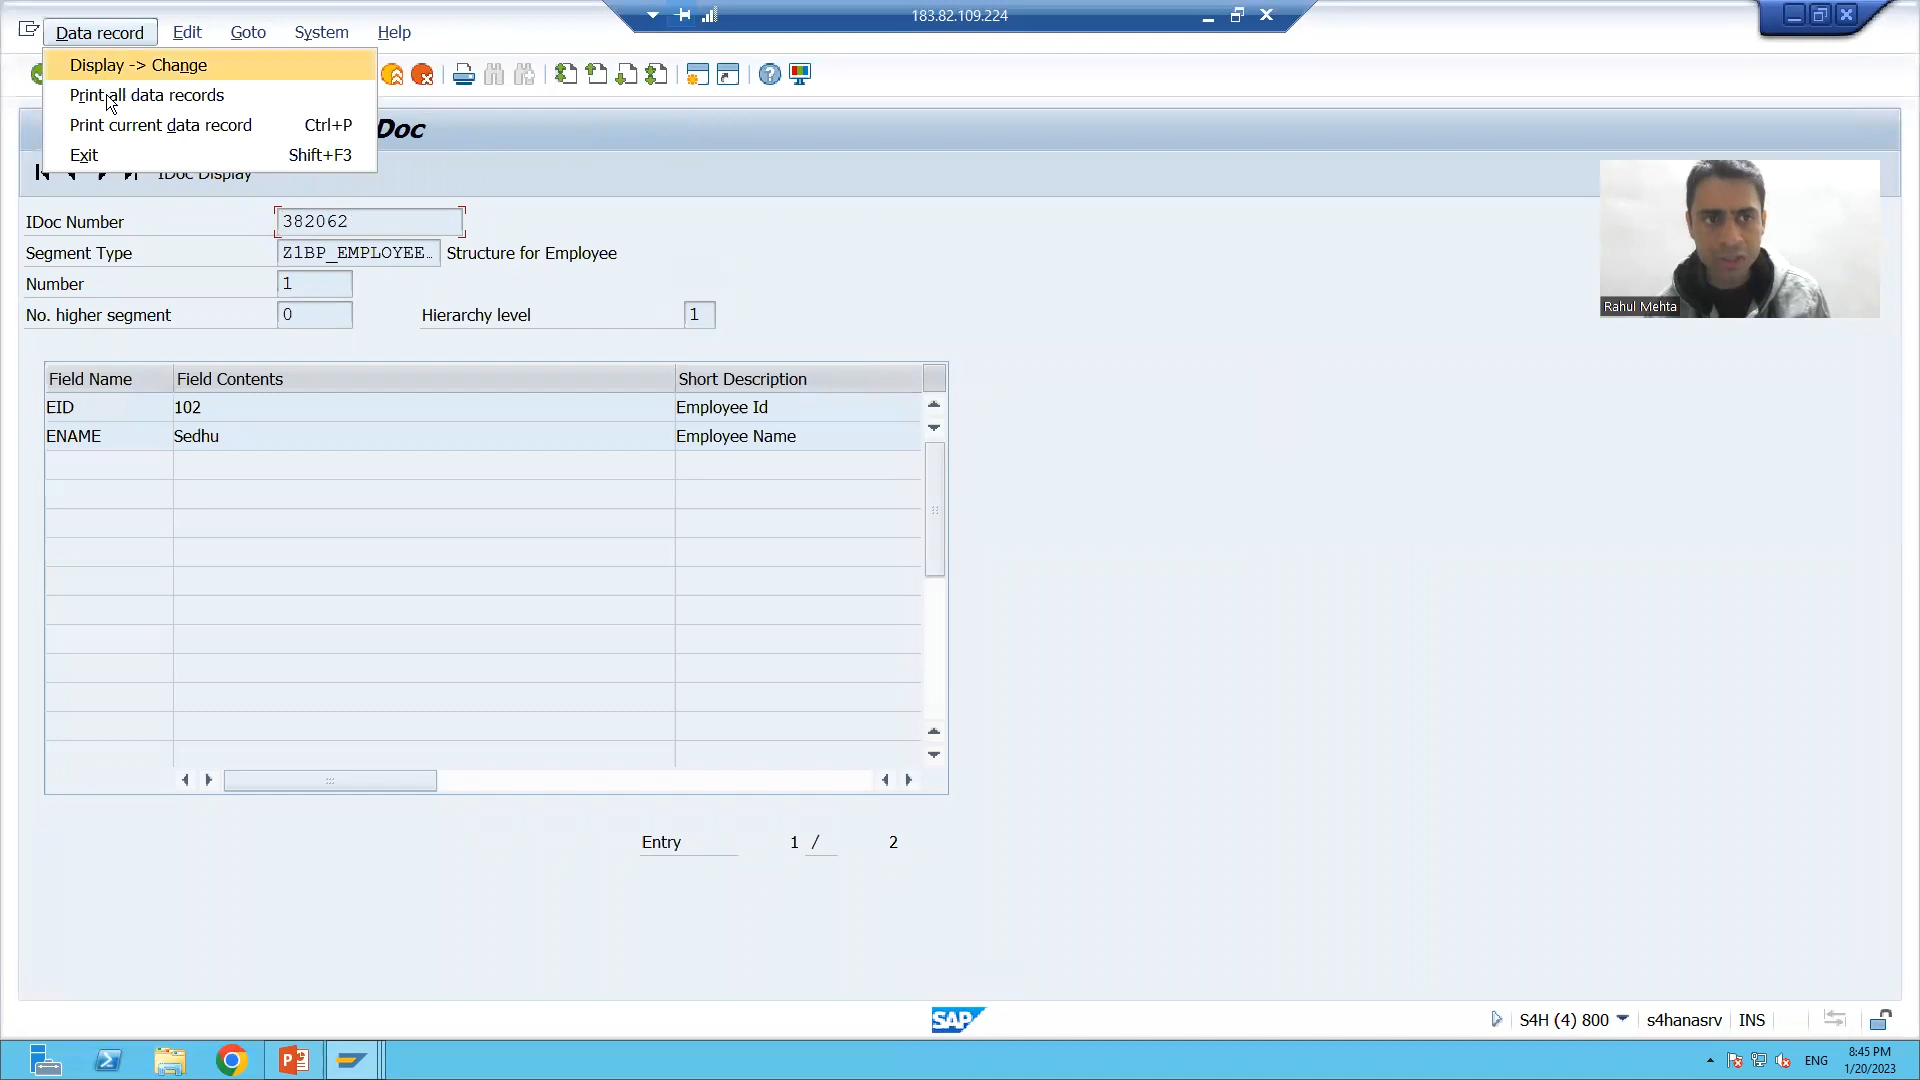 183.82.109.224
Data record Edit Goto System Help
Display -> Change
Print all data records
Print current data record Ctrl+P
Exit Shift+F3
Doc
IDoc Display
IDoc Number 382062
Segment Type Z1BP_EMPLOYEE… Structure for Employee
Number 1
No. higher segment 0 Hierarchy level 1
Rahul Mehta
Field Name Field Contents Short Description
EID 102 Employee Id
ENAME Sedhu Employee Name
Entry 1 / 2
SAP
S4H (4) 800 s4hanasrv INS
ENG 8:45 PM
1/20/2023